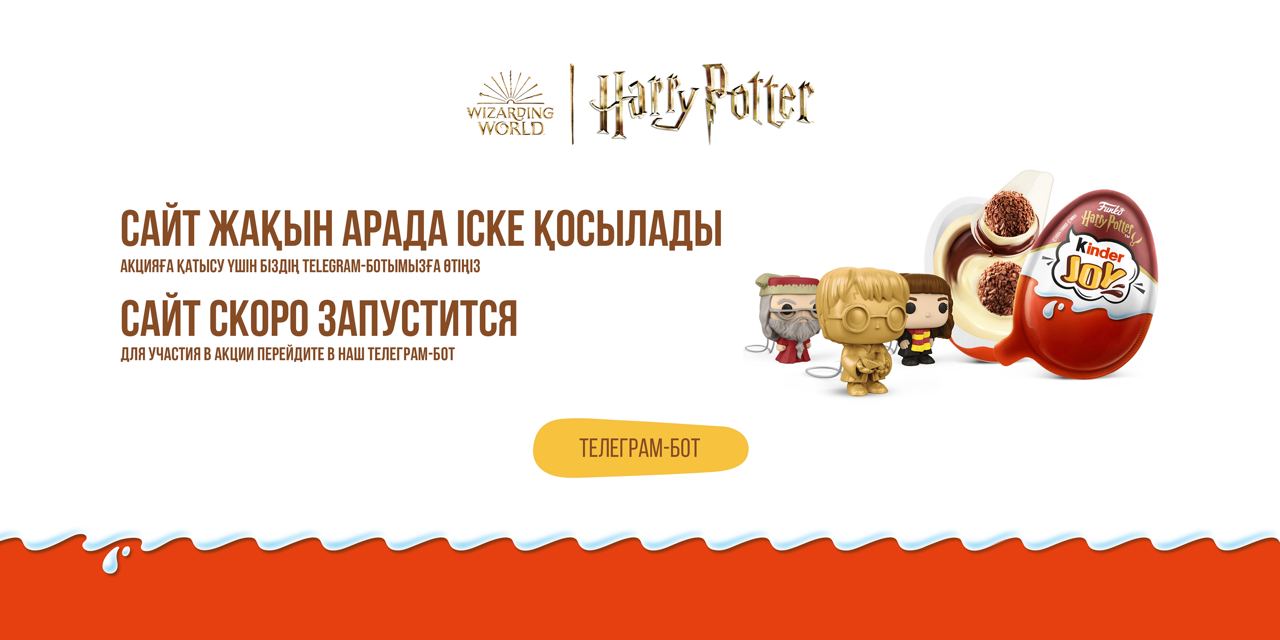 WIZARDING
WORLD
Harry Potter
САЙТ ЖАҚЫН АРАДА ІСКЕ ҚОСЫЛАДЫ
АКЦИЯҒА ҚАТЫСУ ҮШІН БІЗДІҢ TELEGRAM-БОТЫМЫЗҒА ӨТІҢІЗ
САЙТ СКОРО ЗАПУСТИТСЯ
ДЛЯ УЧАСТИЯ В АКЦИИ ПЕРЕЙДИТЕ В НАШ ТЕЛЕГРАМ-БОТ
Funko
Harry Potter
Kinder
JOY
ТЕЛЕГРАМ-БОТ